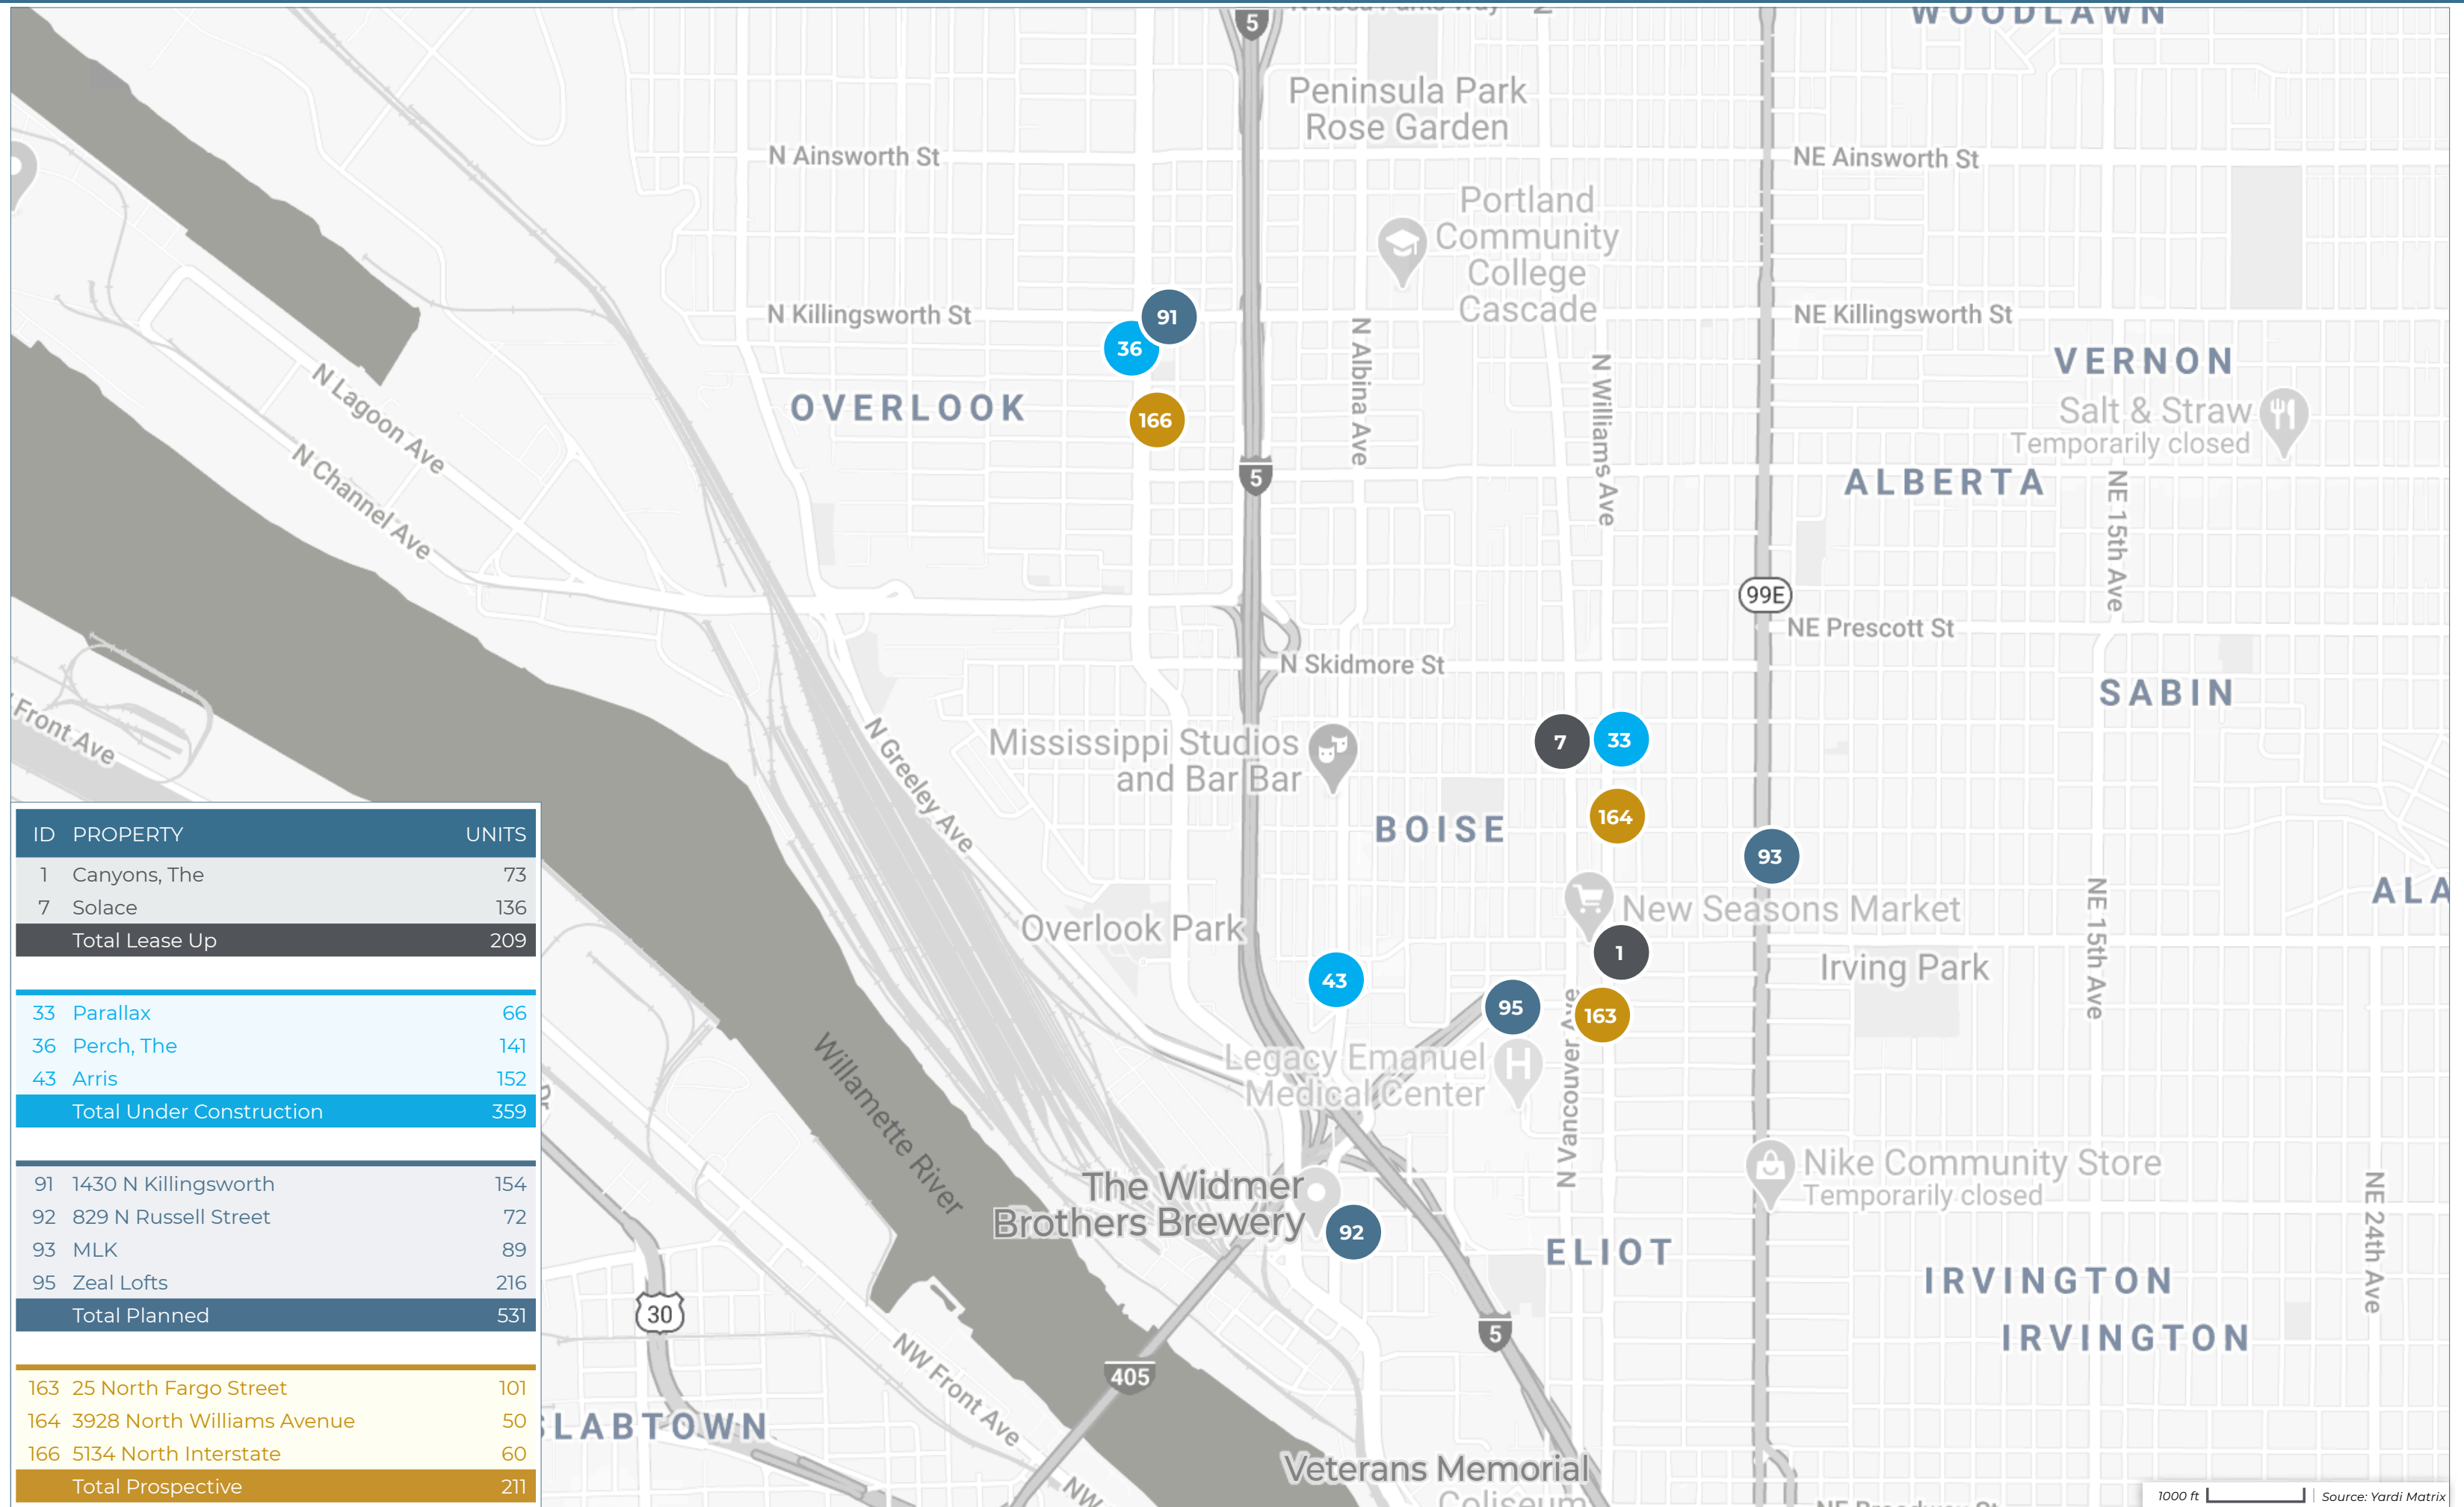 5
WOODLAWN
Peninsula Park
Rose Garden
N Ainsworth St
NE Ainsworth St
Portland
Community
College
Cascade
N Killingsworth St
91
NE Killingsworth St
36
N Albina Ave
N Williams Ave
VERNON
N Lagoon Ave
OVERLOOK
166
Salt & Straw
Temporarily closed
N Channel Ave
5
ALBERTA
NE 15th Ave
99E
NE Prescott St
N Skidmore St
SABIN
Front Ave
N Greeley Ave
Mississippi Studios
and Bar Bar
7
33
164
BOISE
93
NE 15th Ave
ALA
New Seasons Market
Overlook Park
1
Irving Park
43
95
163
Legacy Emanuel
Medical Center
N Vancouver Ave
Willamette River
Nike Community Store
Temporarily closed
The Widmer
Brothers Brewery
92
ELIOT
NE 24th Ave
IRVINGTON
30
5
IRVINGTON
NW Front Ave
405
SLABTOWN
Veterans Memorial
Coliseum
NW
Dr
ID PROPERTY UNITS
1 Canyons, The 73
7 Solace 136
Total Lease Up 209
33 Parallax 66
36 Perch, The 141
43 Arris 152
Total Under Construction 359
91 1430 N Killingsworth 154
92 829 N Russell Street 72
93 MLK 89
95 Zeal Lofts 216
Total Planned 531
163 25 North Fargo Street 101
164 3928 North Williams Avenue 50
166 5134 North Interstate 60
Total Prospective 211
1000 ft | Source: Yardi Matrix